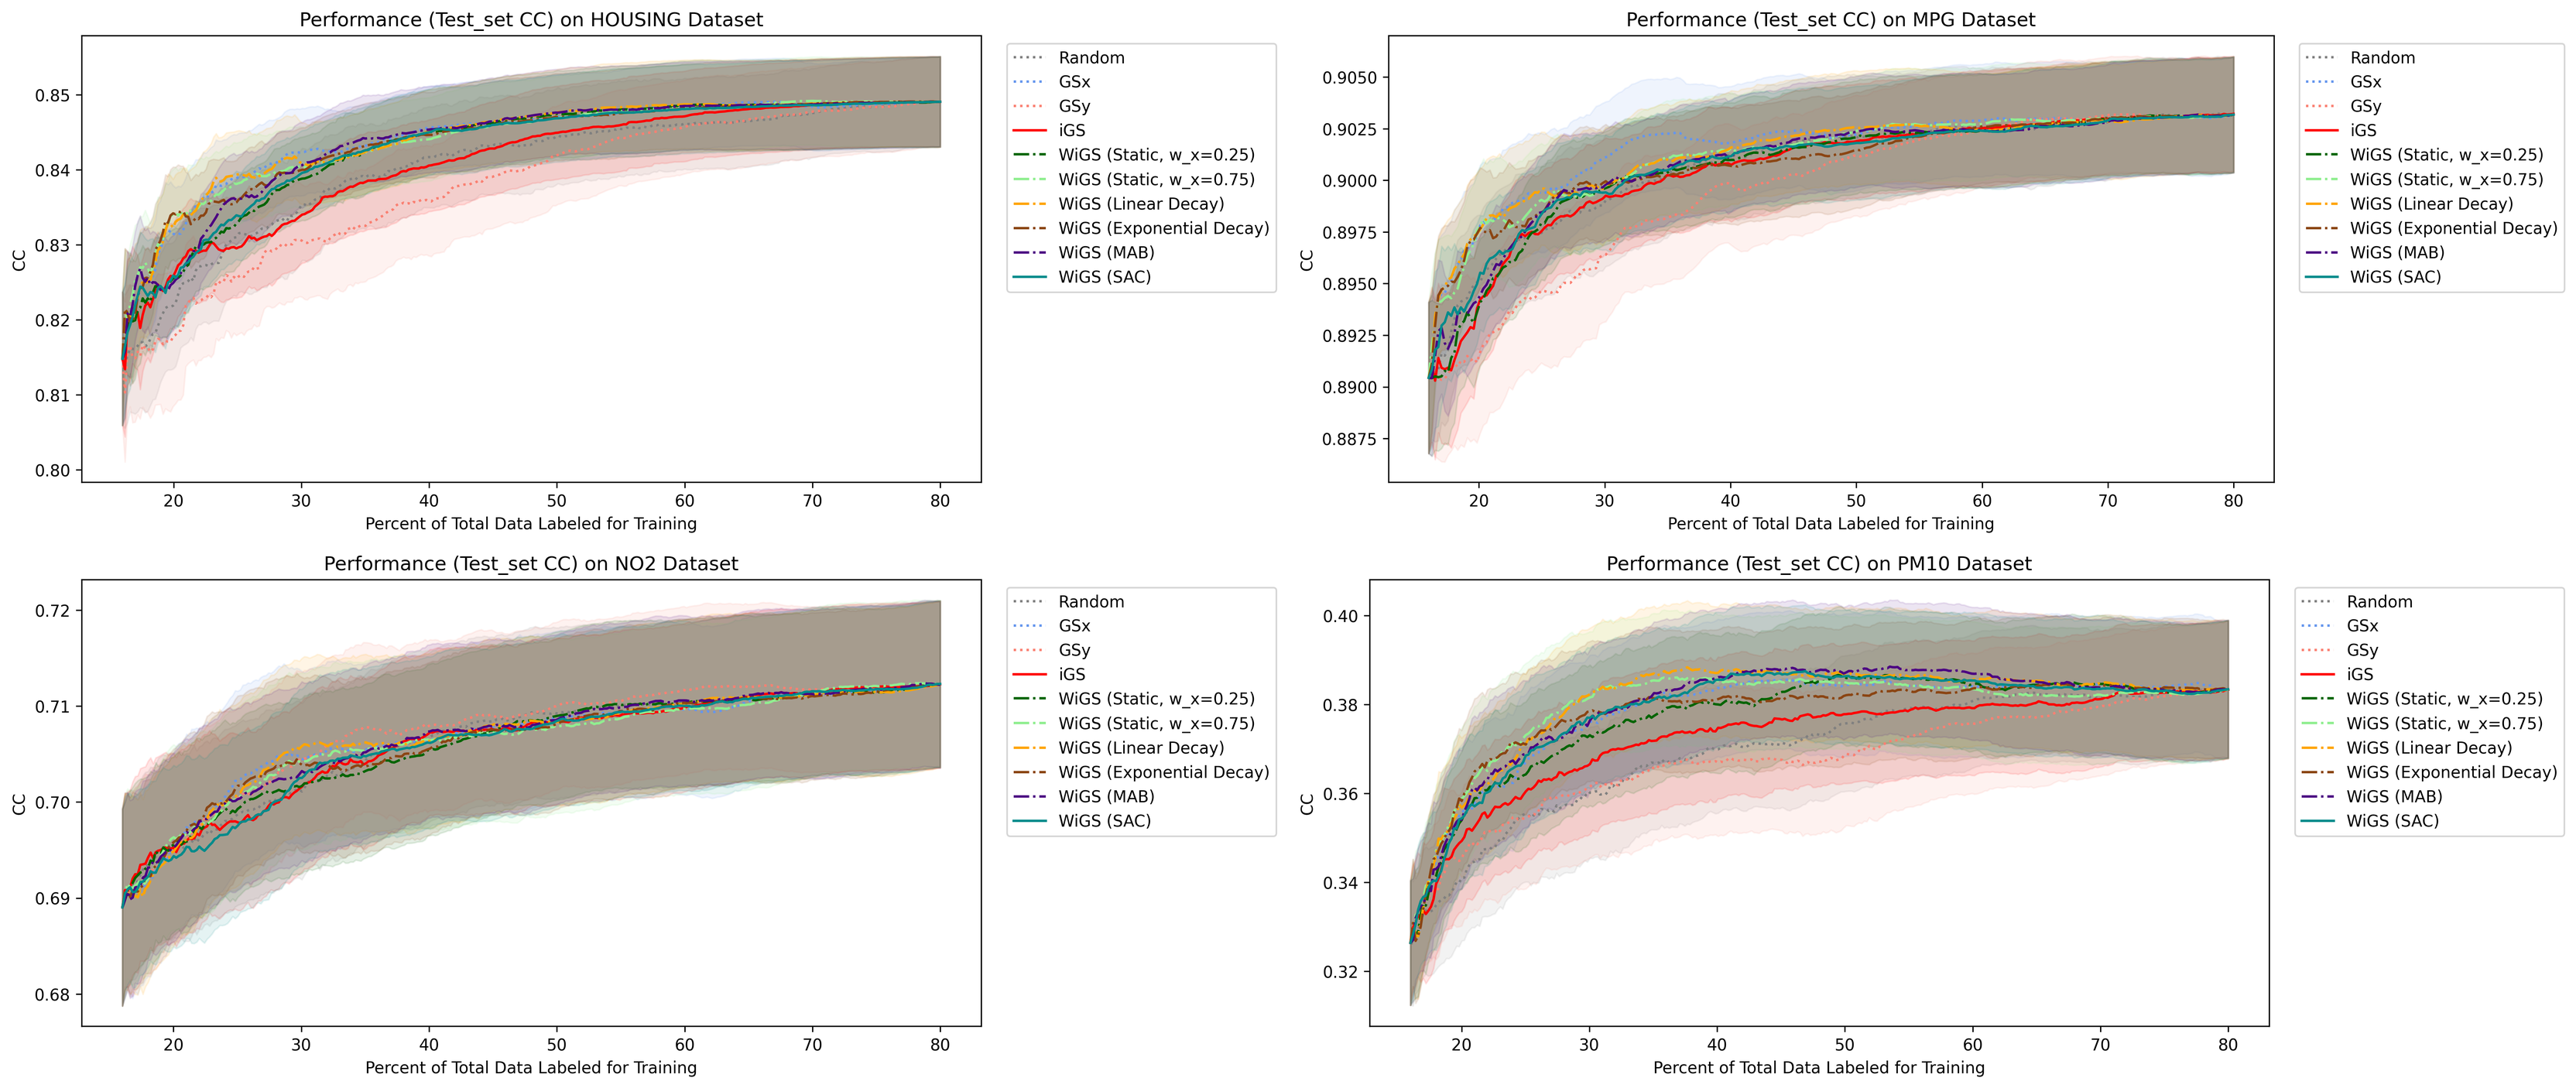 Performance (Test_set CC) on HOUSING Dataset
CC
0.85
0.84
0.83
0.82
0.81
0.80
20 30 40 50 60 70 80
Percent of Total Data Labeled for Training
Random
GSx
GSy
iGS
WiGS (Static, w_x=0.25)
WiGS (Static, w_x=0.75)
WiGS (Linear Decay)
WiGS (Exponential Decay)
WiGS (MAB)
WiGS (SAC)
Performance (Test_set CC) on MPG Dataset
CC
0.9050
0.9025
0.9000
0.8975
0.8950
0.8925
0.8900
0.8875
20 30 40 50 60 70 80
Percent of Total Data Labeled for Training
Random
GSx
GSy
iGS
WiGS (Static, w_x=0.25)
WiGS (Static, w_x=0.75)
WiGS (Linear Decay)
WiGS (Exponential Decay)
WiGS (MAB)
WiGS (SAC)
Performance (Test_set CC) on NO2 Dataset
CC
0.72
0.71
0.70
0.69
0.68
20 30 40 50 60 70 80
Percent of Total Data Labeled for Training
Random
GSx
GSy
iGS
WiGS (Static, w_x=0.25)
WiGS (Static, w_x=0.75)
WiGS (Linear Decay)
WiGS (Exponential Decay)
WiGS (MAB)
WiGS (SAC)
Performance (Test_set CC) on PM10 Dataset
CC
0.40
0.38
0.36
0.34
0.32
20 30 40 50 60 70 80
Percent of Total Data Labeled for Training
Random
GSx
GSy
iGS
WiGS (Static, w_x=0.25)
WiGS (Static, w_x=0.75)
WiGS (Linear Decay)
WiGS (Exponential Decay)
WiGS (MAB)
WiGS (SAC)